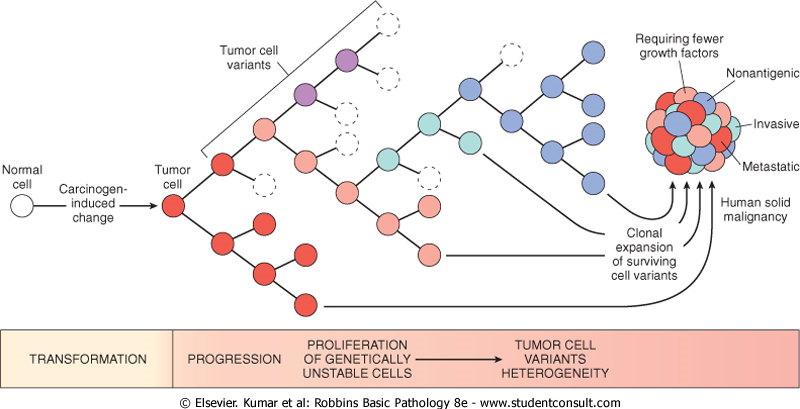 Tumor cell
variants
Requiring fewer
growth factors
Nonantigenic
Invasive
Metastatic
Normal
cell
Carcinogen-
induced
change
Tumor
cell
Human solid
malignancy
Clonal
expansion
of surviving
cell variants
TRANSFORMATION
PROGRESSION
PROLIFERATION
OF GENETICALLY
UNSTABLE CELLS
TUMOR CELL
VARIANTS
HETEROGENEITY
© Elsevier. Kumar et al: Robbins Basic Pathology 8e - www.studentconsult.com